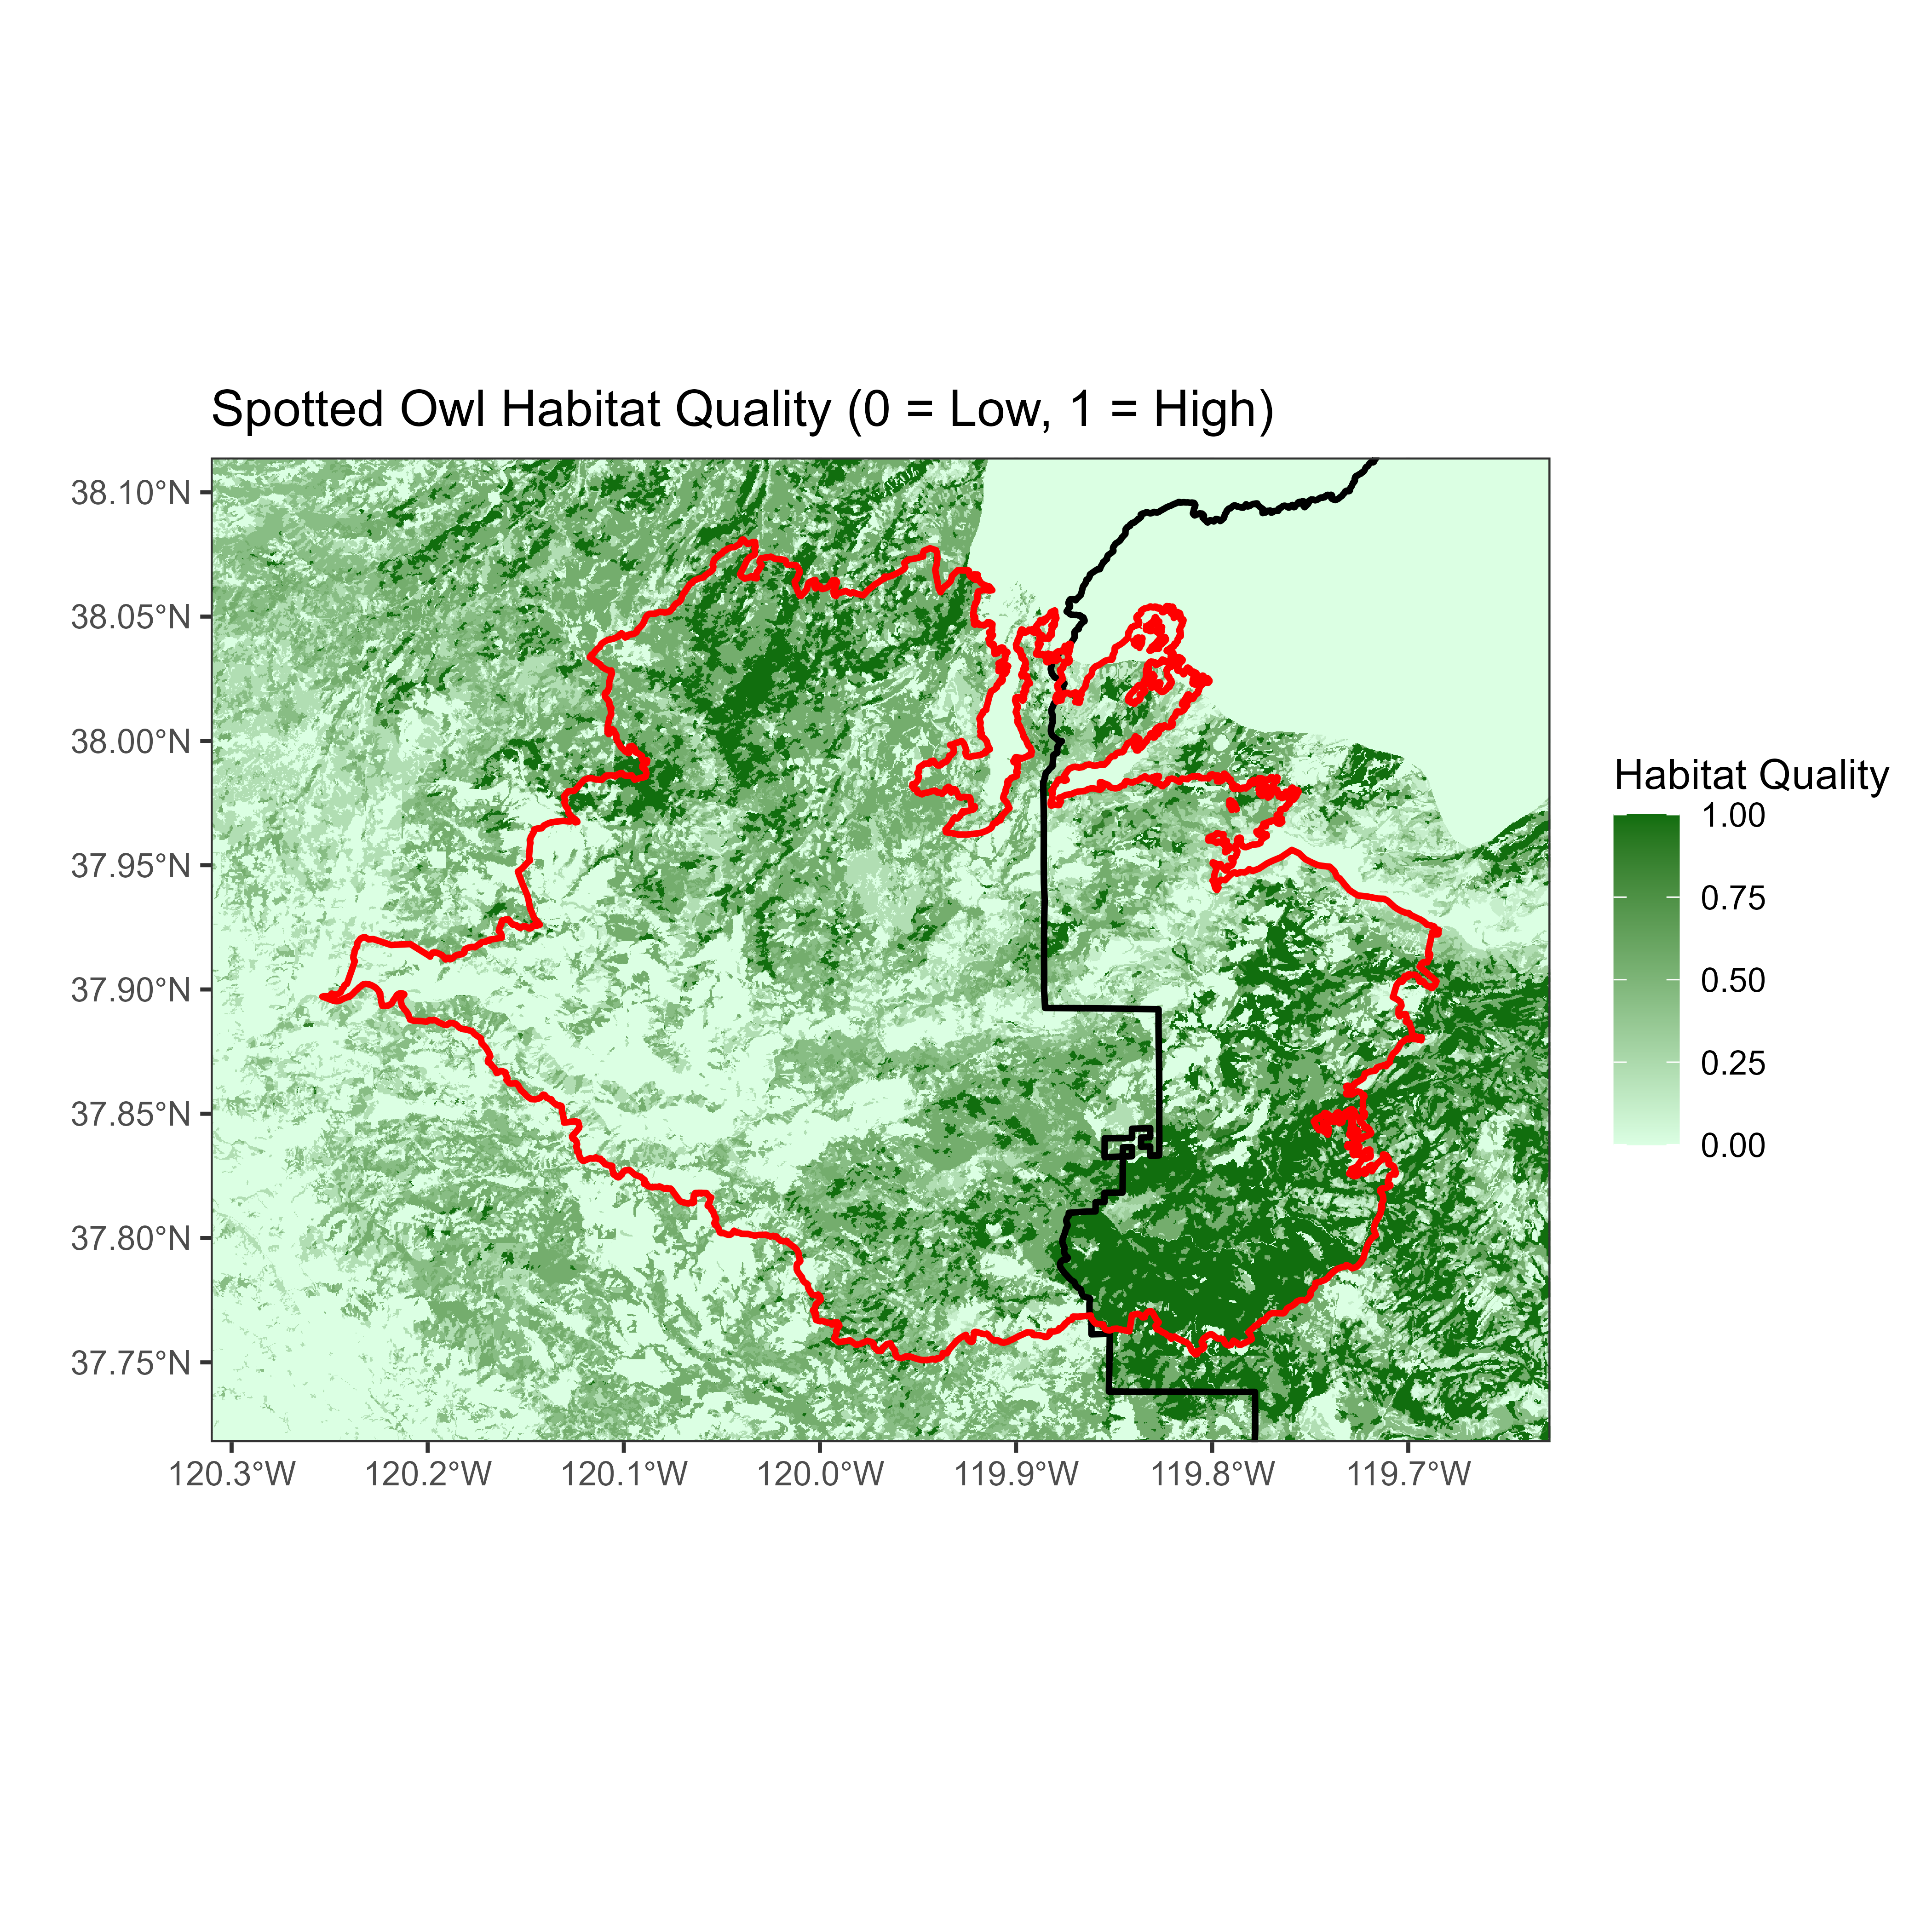 Spotted Owl Habitat Quality (0 = Low, 1 = High)
38.10°N
38.05°N
38.00°N
37.95°N
37.90°N
37.85°N
37.80°N
37.75°N
120.3°W 120.2°W 120.1°W 120.0°W 119.9°W 119.8°W 119.7°W
Habitat Quality
1.00
0.75
0.50
0.25
0.00